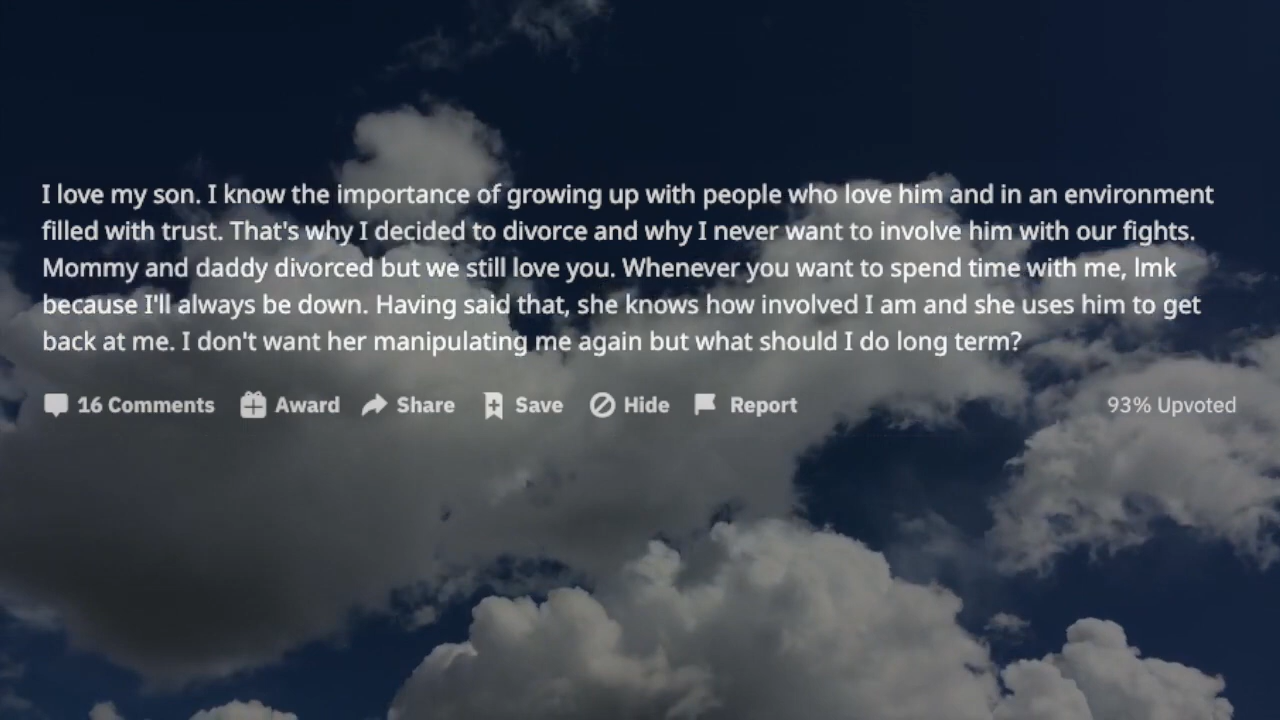 I love my son. I know the importance of growing up with people who love him and in an environment
filled with trust. That's why I decided to divorce and why I never want to involve him with our fights.
Mommy and daddy divorced but we still love you. Whenever you want to spend time with me, lmk
because I'll always be down. Having said that, she knows how involved I am and she uses him to get
back at me. I don't want her manipulating me again but what should I do long term?
16 Comments Award Share Save Hide Report 93% Upvoted